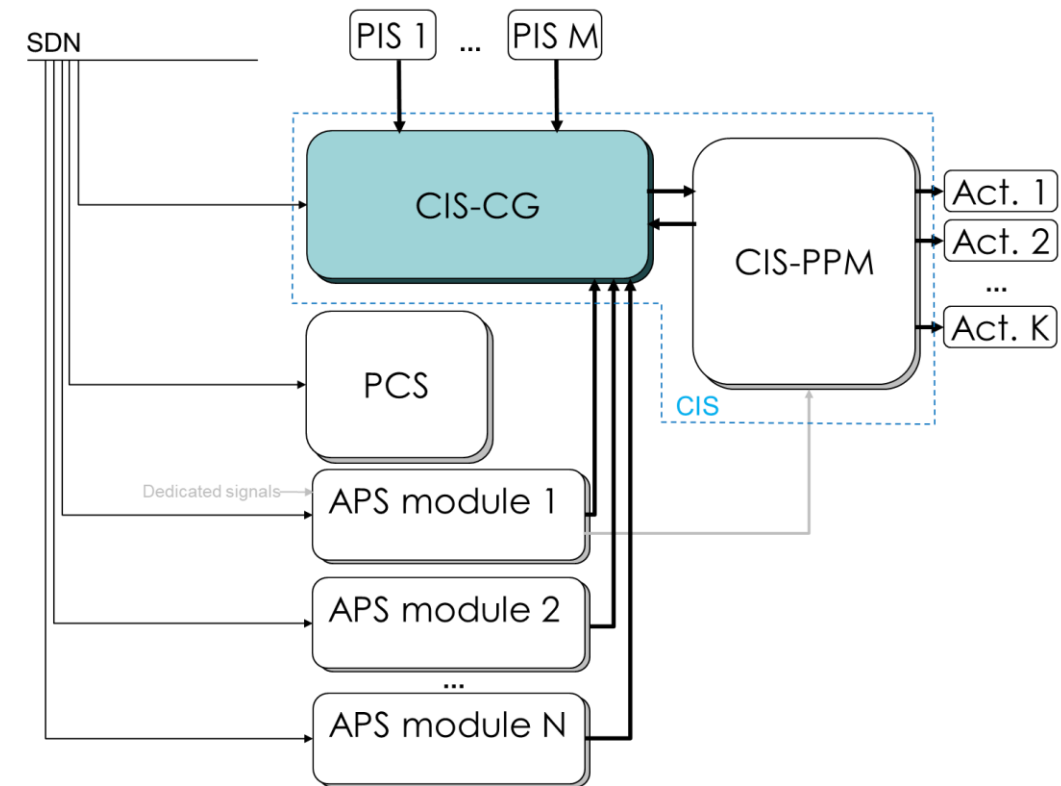 SDN
PIS 1 ... PIS M
CIS-CG
CIS-PPM
Act. 1
Act. 2
...
Act. K
PCS
CIS
Dedicated signals
APS module 1
APS module 2
...
APS module N